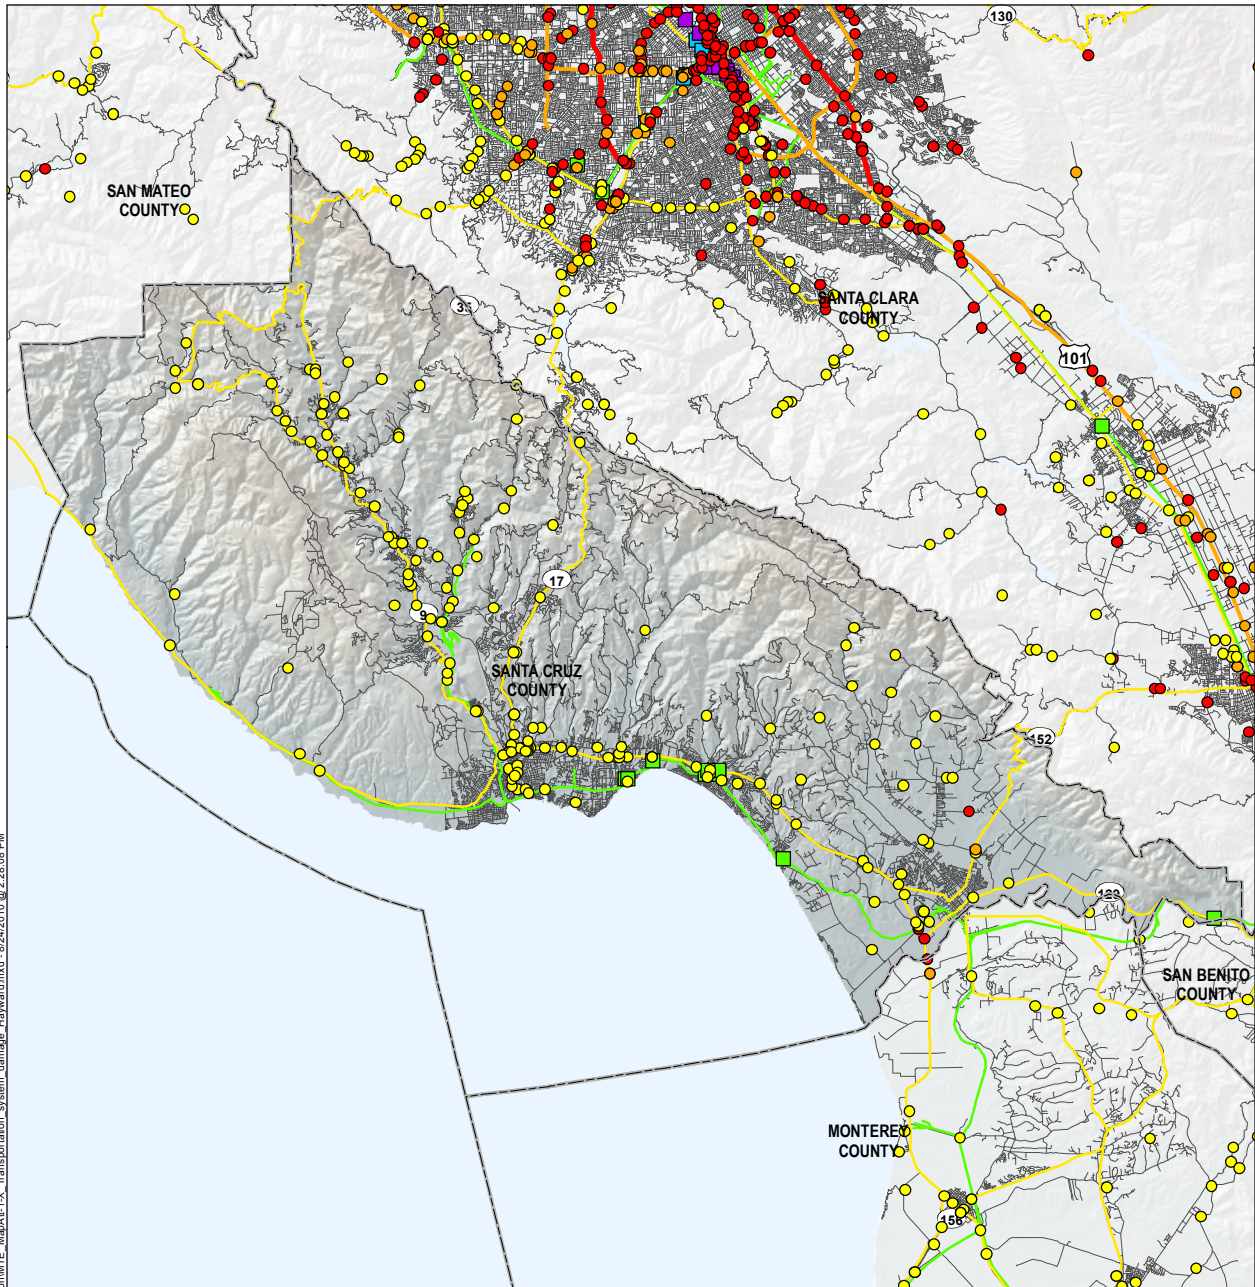 130
SAN MATEO
COUNTY
SANTA CLARA
COUNTY
35
101
17
9
SANTA CRUZ
COUNTY
152
129
SAN BENITO
COUNTY
MONTEREY
COUNTY
156